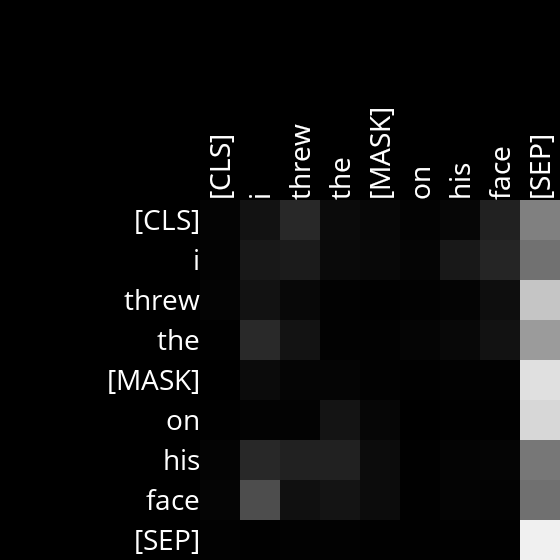 [CLS] i threw the [MASK] on his face [SEP]
[CLS]
i
threw
the
[MASK]
on
his
face
[SEP]